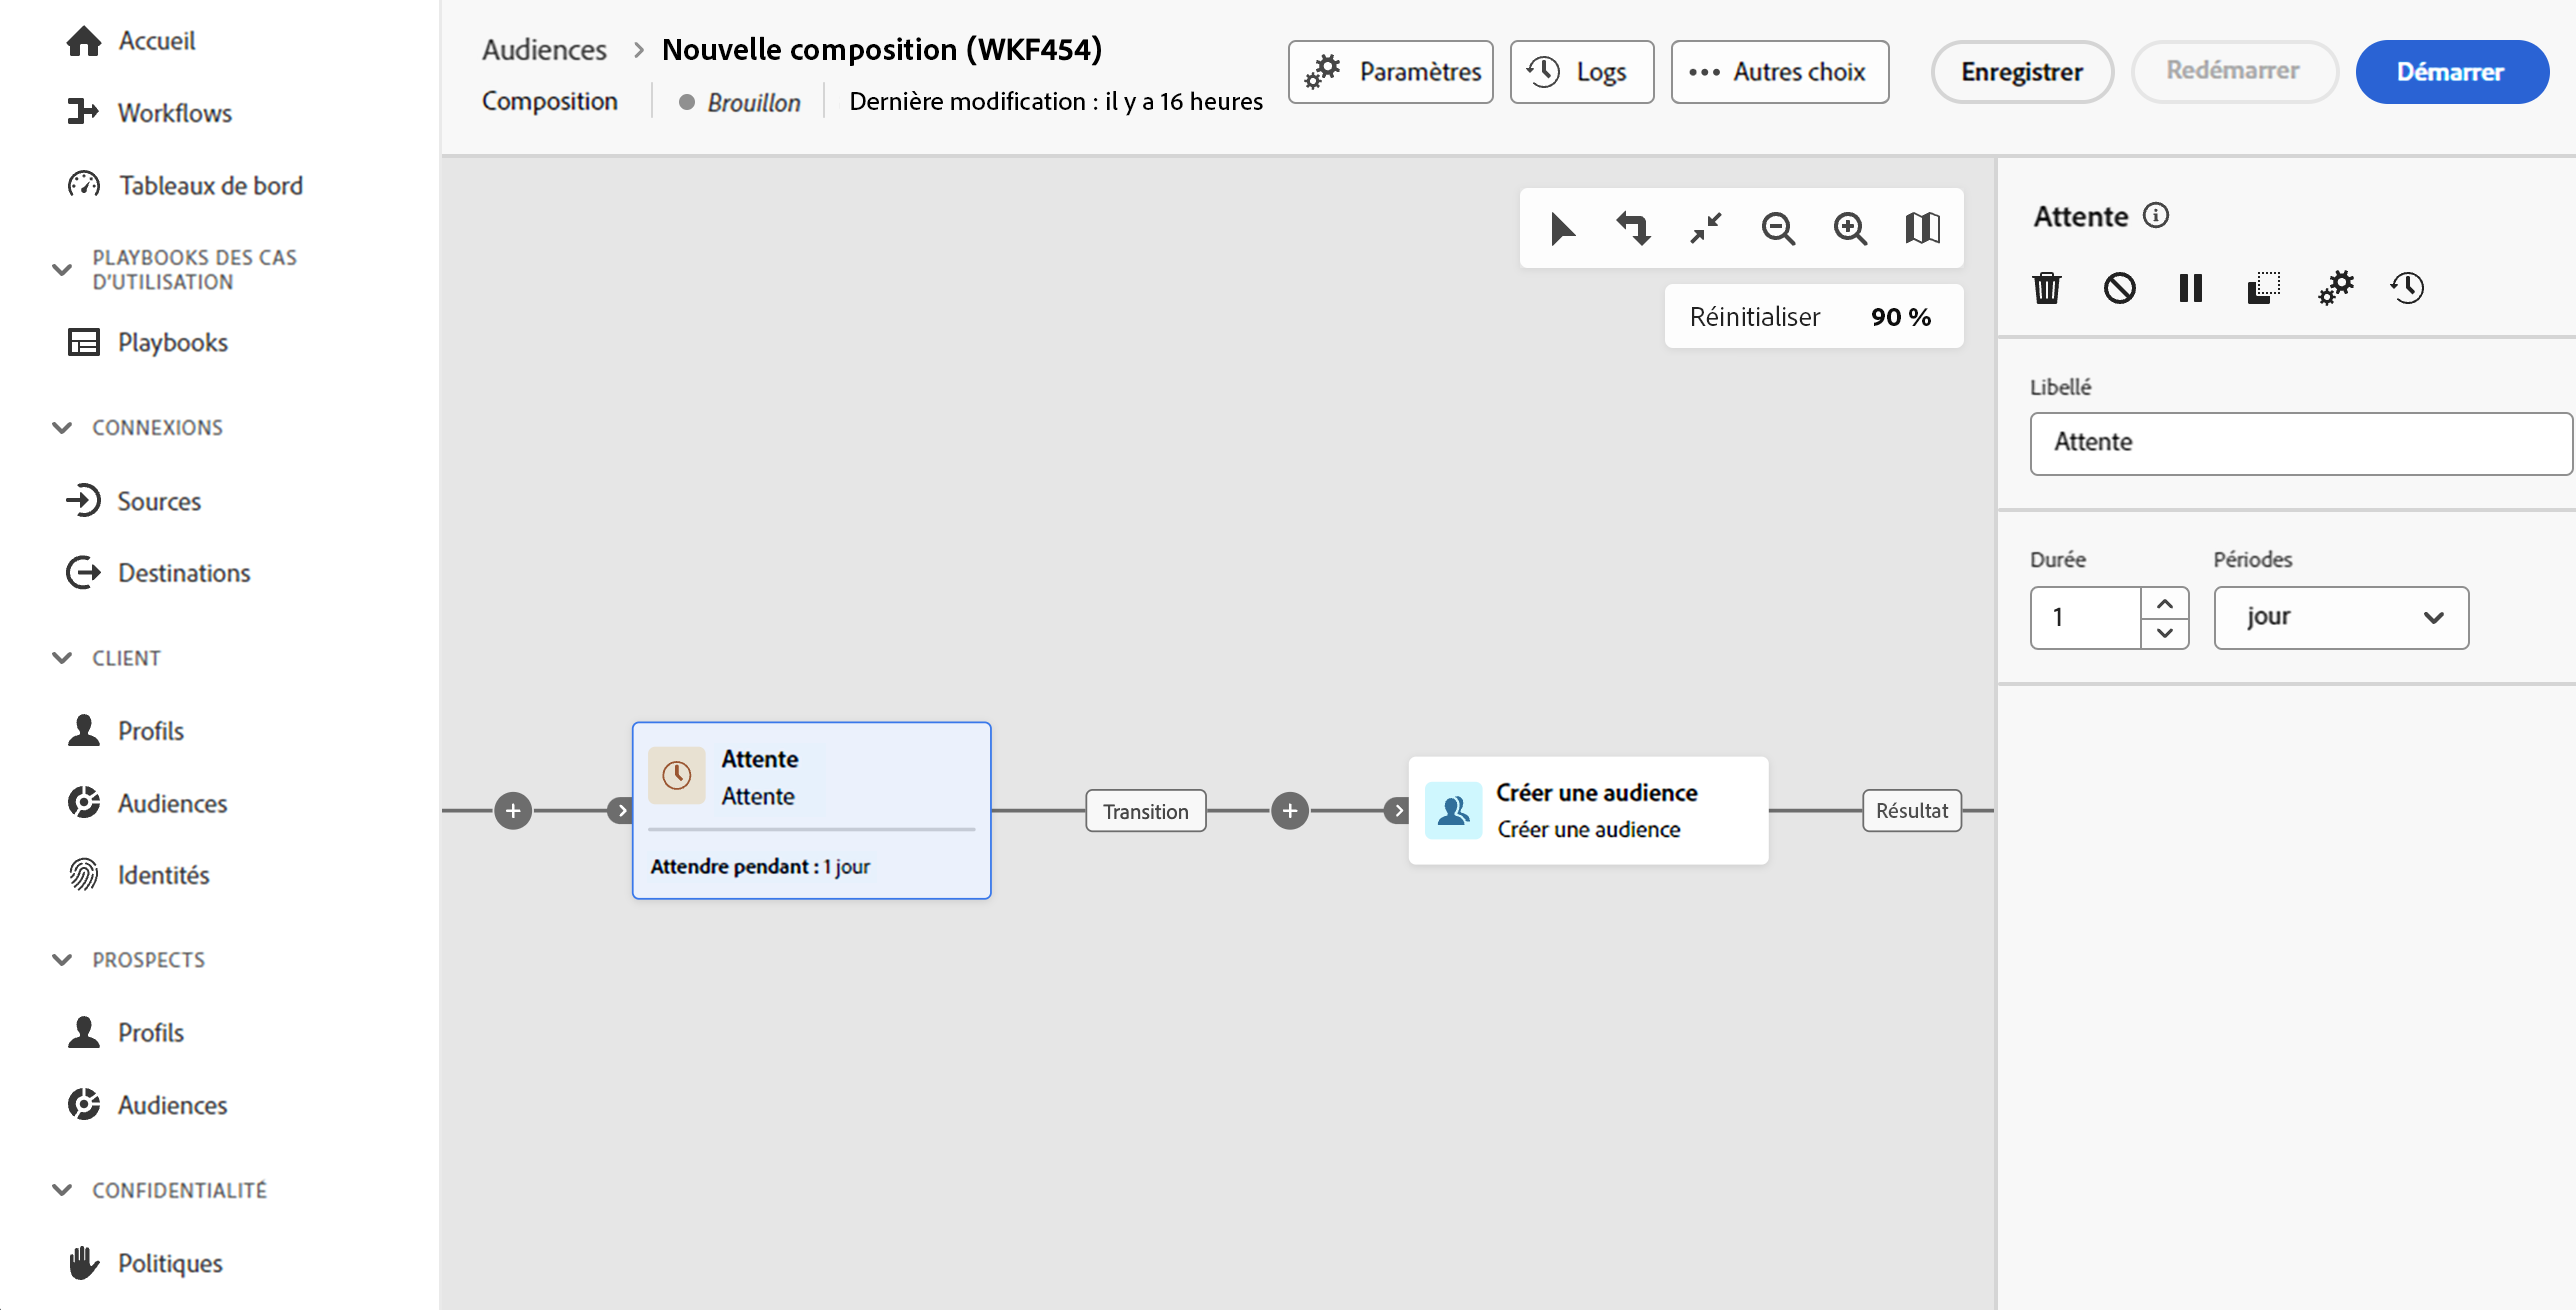 Accueil
Workflows
Tableaux de bord
PLAYBOOKS DES CAS
D'UTILISATION
Playbooks
CONNEXIONS
Sources
Destinations
CLIENT
Profils
Audiences
Identités
PROSPECTS
Profils
Audiences
CONFIDENTIALITÉ
Politiques
Audiences > Nouvelle composition (WKF454)
Composition Brouillon Dernière modification : il y a 16 heures
Paramètres
Logs
Autres choix
Enregistrer
Redémarrer
Démarrer
Réinitialiser 90 %
Attente
Attente
Attendre pendant : 1 jour
Transition
Créer une audience
Créer une audience
Résultat
Attente
Libellé
Attente
Durée Périodes
1 jour